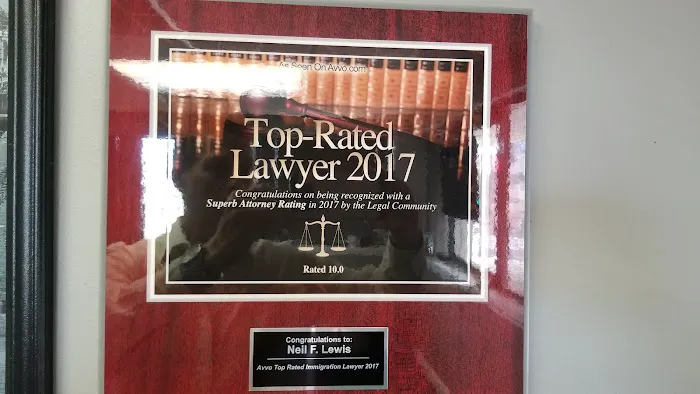 As Seen On Avvo.com
Top-Rated
Lawyer 2017
Congratulations on being recognized with a
Superb Attorney Rating in 2017 by the Legal Community
Rated 10.0
Congratulations to:
Neil F. Lewis
Avvo Top Rated Immigration Lawyer 2017